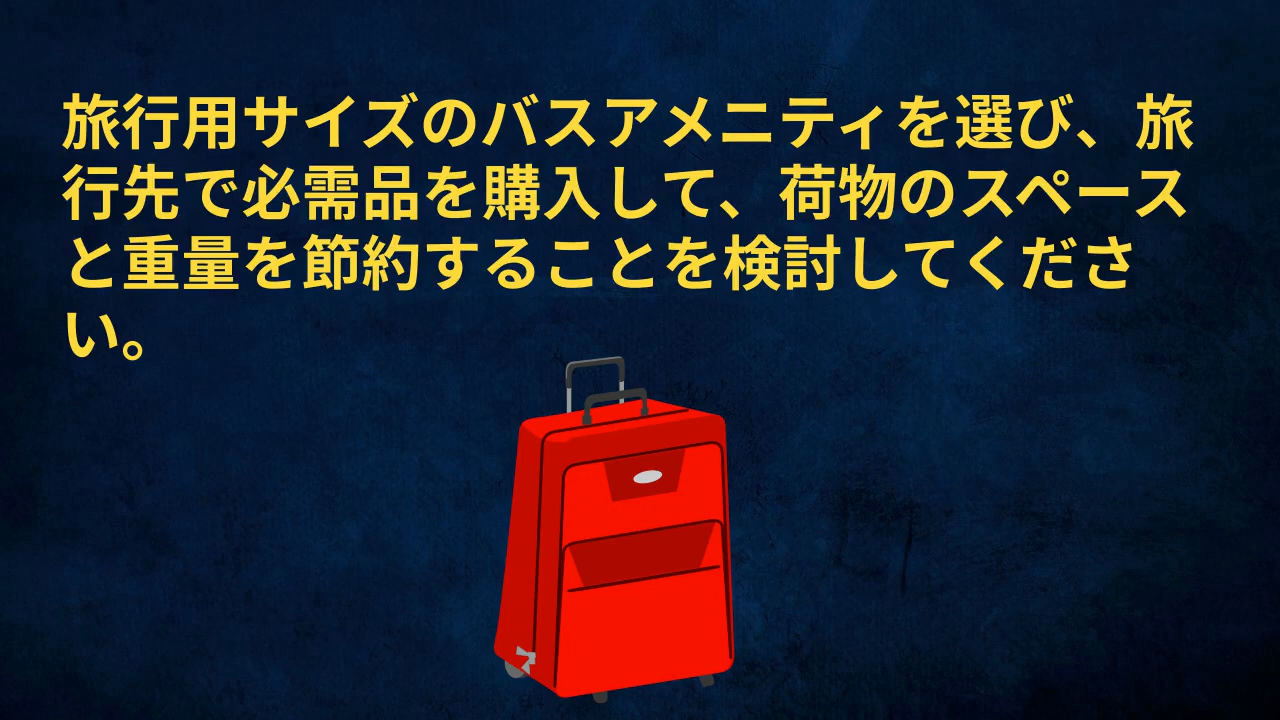 旅行用サイズのバスアメニティを選び、旅
行先で必需品を購入して、荷物のスペース
と重量を節約することを検討してくださ
い。